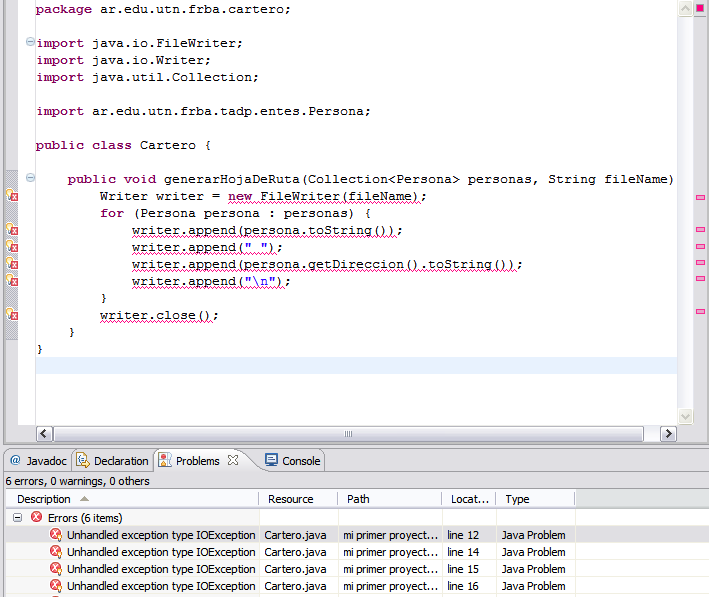 package ar.edu.utn.frba.cartero;
import java.io.FileWriter;
import java.io.Writer;
import java.util.Collection;
import ar.edu.utn.frba.tadp.entes.Persona;
public class Cartero {
public void generarHojaDeRuta(Collection<Persona> personas, String fileName)
Writer writer = new FileWriter(fileName);
for (Persona persona : personas) {
writer.append(persona.toString());
writer.append(" ");
writer.append(persona.getDireccion().toString());
writer.append("\n");
}
writer.close();
}
}
@ Javadoc Declaration Problems Console
6 errors, 0 warnings, 0 others
Description Resource Path Locat... Type
Errors (6 items)
Unhandled exception type IOException Cartero.java mi primer proyect... line 12 Java Problem
Unhandled exception type IOException Cartero.java mi primer proyect... line 14 Java Problem
Unhandled exception type IOException Cartero.java mi primer proyect... line 15 Java Problem
Unhandled exception type IOException Cartero.java mi primer proyect... line 16 Java Problem